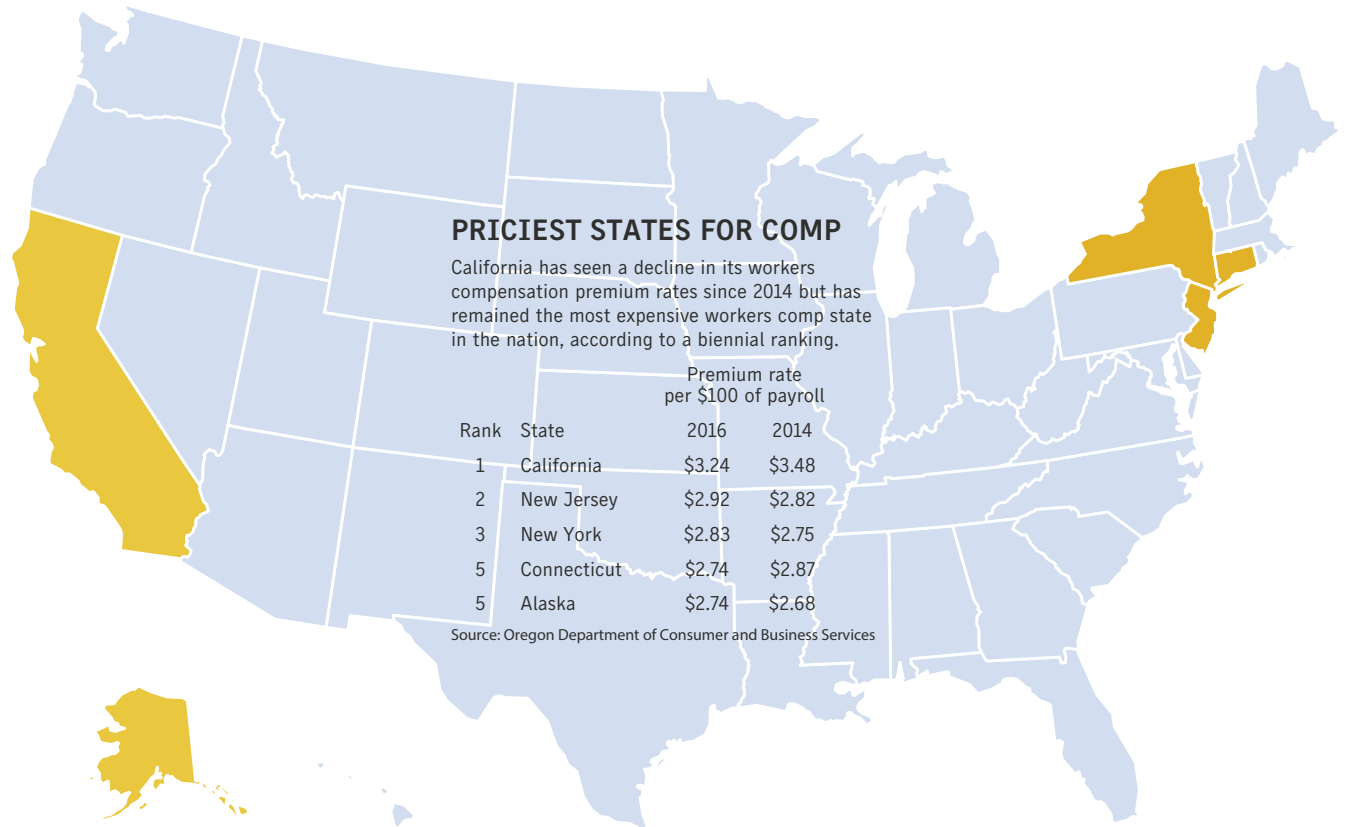 PRICIEST STATES FOR COMP
California has seen a decline in its workers
compensation premium rates since 2014 but has
remained the most expensive workers comp state
in the nation, according to a biennial ranking.
Premium rate
per $100 of payroll
Rank State 2016 2014
1 California $3.24 $3.48
2 New Jersey $2.92 $2.82
3 New York $2.83 $2.75
5 Connecticut $2.74 $2.87
5 Alaska $2.74 $2.68
Source: Oregon Department of Consumer and Business Services